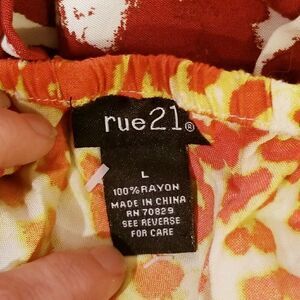 rue21®
L
100% RAYON
MADE IN CHINA
RN 70829
SEE REVERSE
FOR CARE